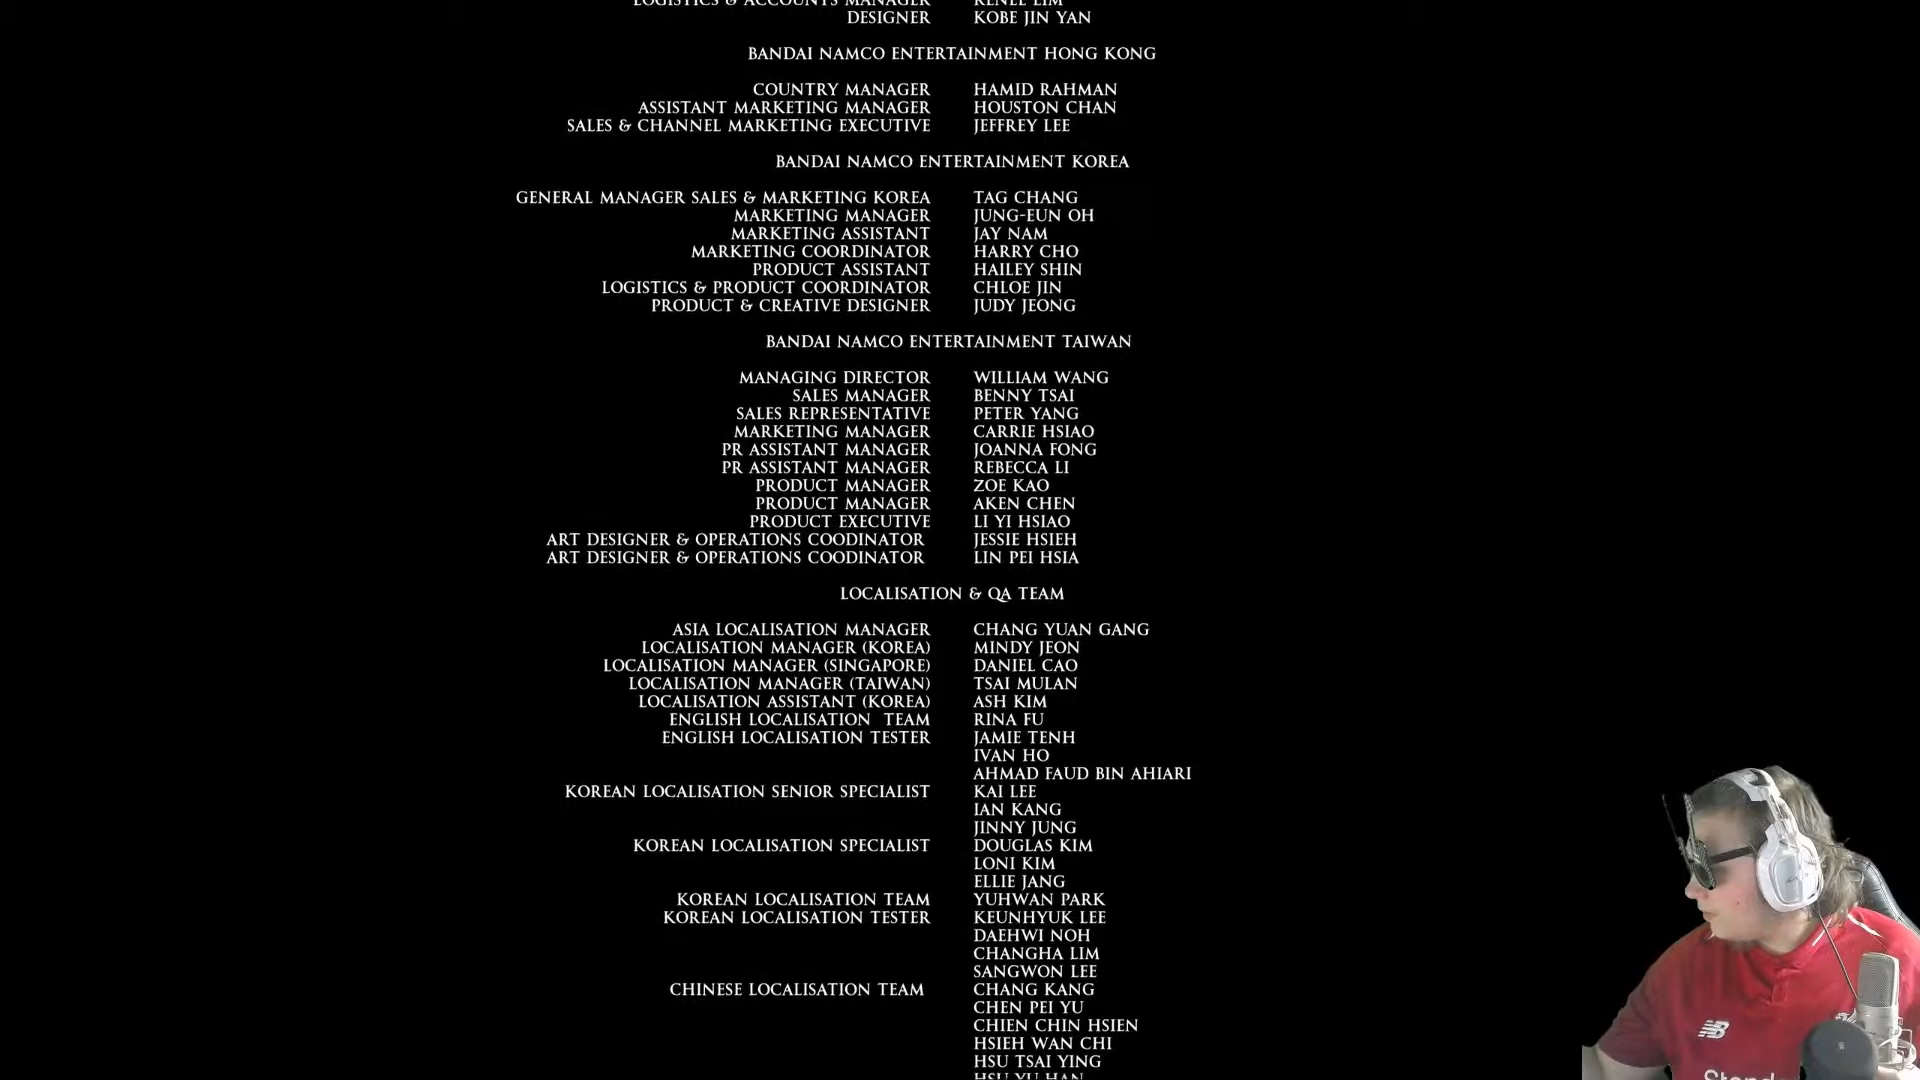 LOGISTICS & ACCOUNTS MANAGER RENEE LIM
DESIGNER KOBE JIN YAN
BANDAI NAMCO ENTERTAINMENT HONG KONG
COUNTRY MANAGER HAMID RAHMAN
ASSISTANT MARKETING MANAGER HOUSTON CHAN
SALES & CHANNEL MARKETING EXECUTIVE JEFFREY LEE
BANDAI NAMCO ENTERTAINMENT KOREA
GENERAL MANAGER SALES & MARKETING KOREA TAG CHANG
MARKETING MANAGER JUNG-EUN OH
MARKETING ASSISTANT JAY NAM
MARKETING COORDINATOR HARRY CHO
PRODUCT ASSISTANT HAILEY SHIN
LOGISTICS & PRODUCT COORDINATOR CHLOE JIN
PRODUCT & CREATIVE DESIGNER JUDY JEONG
BANDAI NAMCO ENTERTAINMENT TAIWAN
MANAGING DIRECTOR WILLIAM WANG
SALES MANAGER BENNY TSAI
SALES REPRESENTATIVE PETER YANG
MARKETING MANAGER CARRIE HSIAO
PR ASSISTANT MANAGER JOANNA FONG
PR ASSISTANT MANAGER REBECCA LI
PRODUCT MANAGER ZOE KAO
PRODUCT MANAGER AKEN CHEN
PRODUCT EXECUTIVE LI YI HSIAO
ART DESIGNER & OPERATIONS COODINATOR JESSIE HSIEH
ART DESIGNER & OPERATIONS COODINATOR LIN PEI HSIA
LOCALISATION & QA TEAM
ASIA LOCALISATION MANAGER CHANG YUAN GANG
LOCALISATION MANAGER (KOREA) MINDY JEON
LOCALISATION MANAGER (SINGAPORE) DANIEL CAO
LOCALISATION MANAGER (TAIWAN) TSAI MULAN
LOCALISATION ASSISTANT (KOREA) ASH KIM
ENGLISH LOCALISATION TEAM RINA FU
ENGLISH LOCALISATION TESTER JAMIE TENH
IVAN HO
AHMAD FAUD BIN AHIARI
KOREAN LOCALISATION SENIOR SPECIALIST KAI LEE
IAN KANG
JINNY JUNG
KOREAN LOCALISATION SPECIALIST DOUGLAS KIM
LONI KIM
ELLIE JANG
KOREAN LOCALISATION TEAM YUHWAN PARK
KOREAN LOCALISATION TESTER KEUNHYUK LEE
DAEHWI NOH
CHANGHA LIM
SANGWON LEE
CHINESE LOCALISATION TEAM CHANG KANG
CHEN PEI YU
CHIEN CHIN HSIEN
HSIEH WAN CHI
HSU TSAI YING
HSU YU HAN
NB